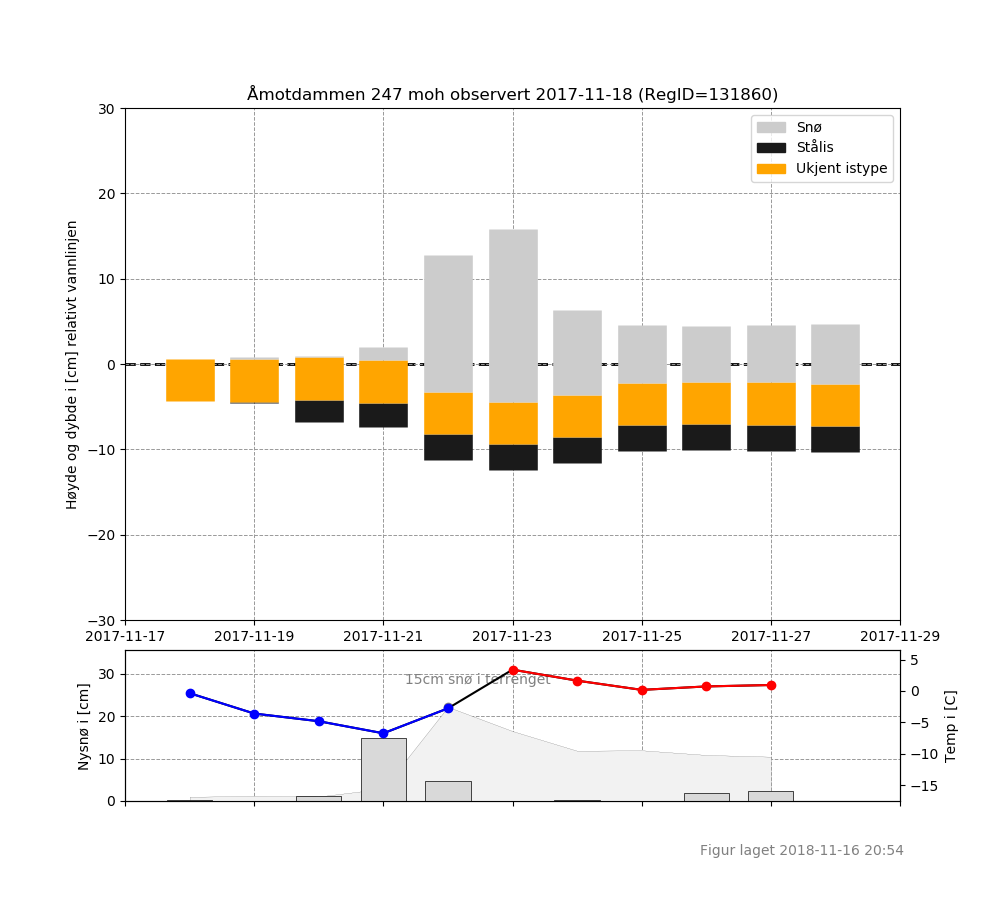 Åmotdammen 247 moh observert 2017-11-18 (RegID=131860)
Snø
Stålis
Ukjent istype
Høyde og dybde i [cm] relativt vannlinjen
30
20
10
0
−10
−20
−30
2017-11-17 2017-11-19 2017-11-21 2017-11-23 2017-11-25 2017-11-27 2017-11-29
15cm snø i terrenget
Nysnø i [cm]
30
20
10
0
5
0
−5
−10
−15
Temp i [C]
Figur laget 2018-11-16 20:54